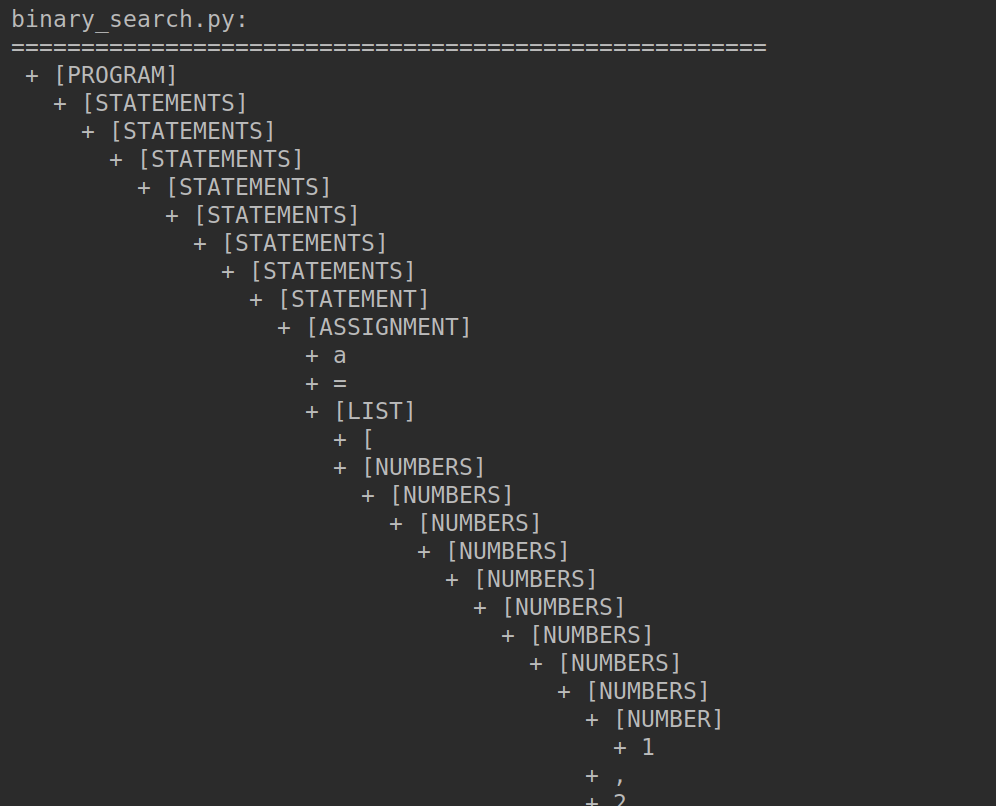 binary_search.py:
======================================================
+ [PROGRAM]
+ [STATEMENTS]
+ [STATEMENTS]
+ [STATEMENTS]
+ [STATEMENTS]
+ [STATEMENTS]
+ [STATEMENTS]
+ [STATEMENTS]
+ [STATEMENT]
+ [ASSIGNMENT]
+ a
+ =
+ [LIST]
+ [
+ [NUMBERS]
+ [NUMBERS]
+ [NUMBERS]
+ [NUMBERS]
+ [NUMBERS]
+ [NUMBERS]
+ [NUMBERS]
+ [NUMBERS]
+ [NUMBERS]
+ [NUMBER]
+ 1
+ ,
+ 2